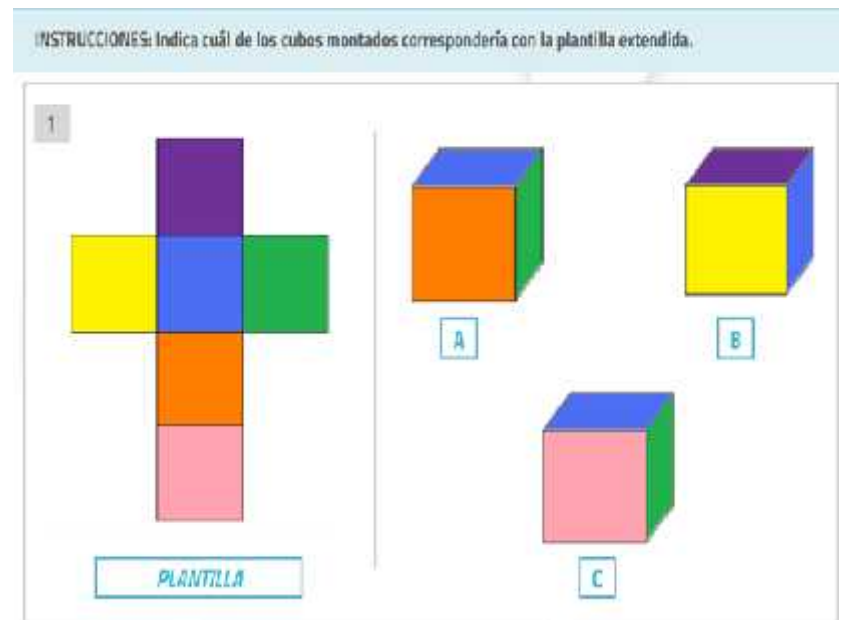 INSTRUCCIONES: Indica cuál de los cubos montados correspondería con la plantilla extendida.
1
A
B
PLANTILLA
C